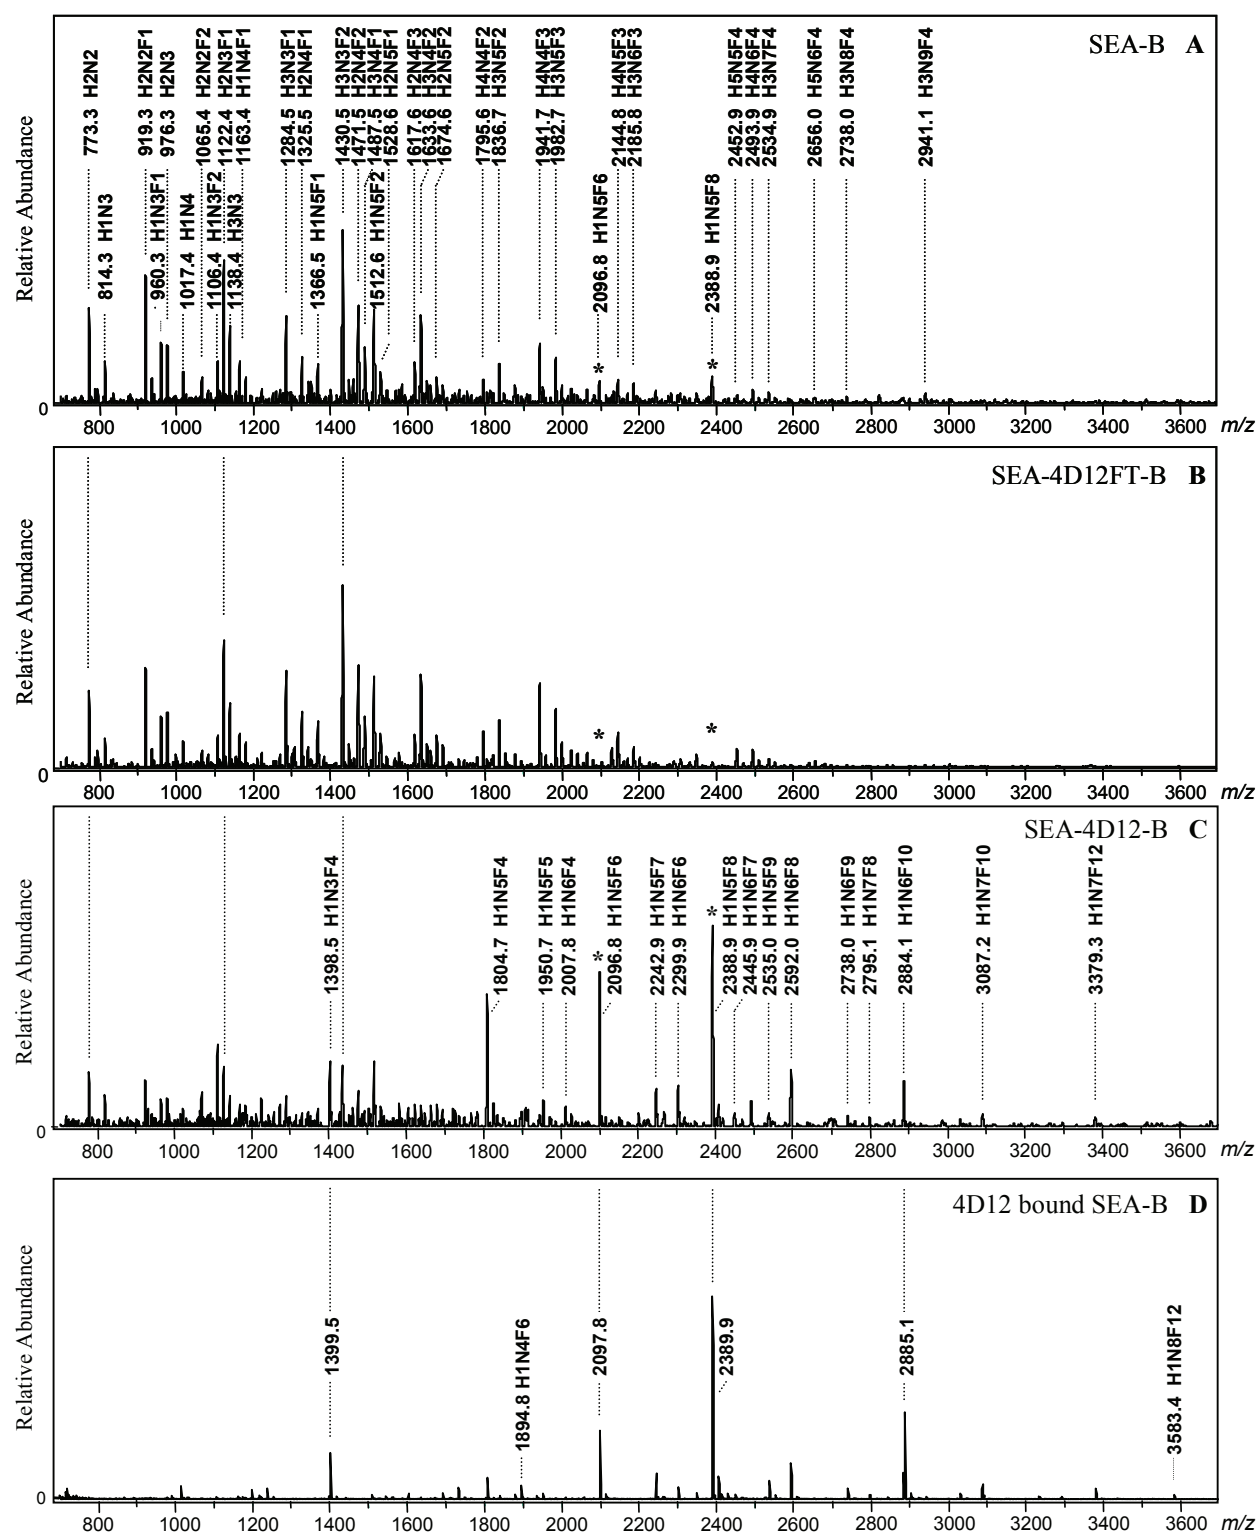 SEA-B A
Relative Abundance
773.3 H2N2
814.3 H1N3
919.3 H2N2F1
960.3 H1N3F1
976.3 H2N3
1017.4 H1N4
1065.4 H2N2F2
1106.4 H1N3F2
1122.4 H2N3F1
1138.4 H3N3
1163.4 H1N4F1
1284.5 H3N3F1
1325.5 H2N4F1
1366.5 H1N5F1
1430.5 H3N3F2
1471.5 H2N4F2
1487.5 H3N4F1
1512.6 H1N5F2
1528.6 H2N5F1
1617.6 H2N4F3
1633.6 H3N4F2
1674.6 H2N5F2
1795.6 H4N4F2
1836.7 H3N5F2
1941.7 H4N4F3
1982.7 H3N5F3
2096.8 H1N5F6
*
2144.8 H4N5F3
2185.8 H3N6F3
2388.9 H1N5F8
*
2452.9 H5N5F4
2493.9 H4N6F4
2534.9 H3N7F4
2656.0 H5N6F4
2738.0 H3N8F4
2941.1 H3N9F4
0
800 1000 1200 1400 1600 1800 2000 2200 2400 2600 2800 3000 3200 3400 3600 m/z
SEA-4D12FT-B B
Relative Abundance
* *
0
800 1000 1200 1400 1600 1800 2000 2200 2400 2600 2800 3000 3200 3400 3600 m/z
SEA-4D12-B C
Relative Abundance
1398.5 H1N3F4
1804.7 H1N5F4
1950.7 H1N5F5
2007.8 H1N6F4
*
2096.8 H1N5F6
2242.9 H1N5F7
2299.9 H1N6F6
*
2388.9 H1N5F8
2445.9 H1N6F7
2535.0 H1N5F9
2592.0 H1N6F8
2738.0 H1N6F9
2795.1 H1N7F8
2884.1 H1N6F10
3087.2 H1N7F10
3379.3 H1N7F12
0
800 1000 1200 1400 1600 1800 2000 2200 2400 2600 2800 3000 3200 3400 3600 m/z
4D12 bound SEA-B D
Relative Abundance
1399.5
1894.8 H1N4F6
2097.8
2389.9
2885.1
3583.4 H1N8F12
0
800 1000 1200 1400 1600 1800 2000 2200 2400 2600 2800 3000 3200 3400 3600 m/z